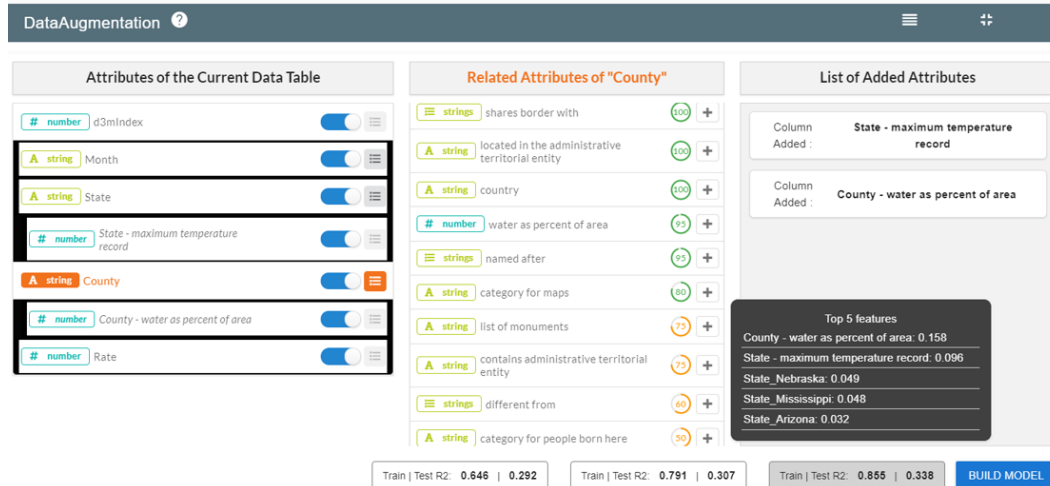 DataAugmentation ?
Attributes of the Current Data Table
# number d3mIndex
A string Month
A string State
# number State - maximum temperature
record
A string County
# number County - water as percent of area
# number Rate
Related Attributes of "County"
strings shares border with 100 +
A string located in the administrative
territorial entity 100 +
A string country 100 +
# number water as percent of area 95 +
strings named after 95 +
A string category for maps 80 +
A string list of monuments 75 +
A string contains administrative territorial
entity 75 +
strings different from 60 +
A string category for people born here 50 +
List of Added Attributes
Column
Added :
State - maximum temperature
record
Column
Added :
County - water as percent of area
Top 5 features
County - water as percent of area: 0.158
State - maximum temperature record: 0.096
State_Nebraska: 0.049
State_Mississippi: 0.048
State_Arizona: 0.032
Train | Test R2: 0.646 | 0.292
Train | Test R2: 0.791 | 0.307
Train | Test R2: 0.855 | 0.338
BUILD MODEL